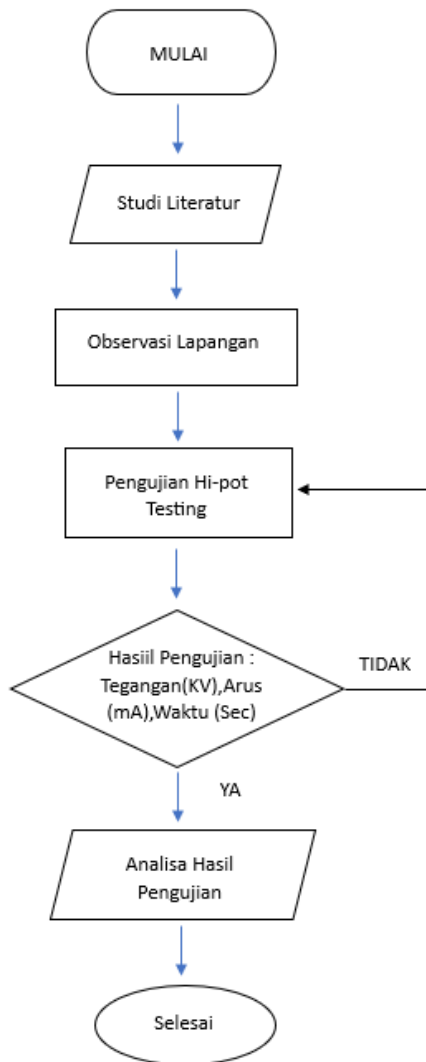 MULAI
Studi Literatur
Observasi Lapangan
Pengujian Hi-pot
Testing
Hasiil Pengujian :
Tegangan(KV),Arus
(mA),Waktu (Sec)
TIDAK
YA
Analisa Hasil
Pengujian
Selesai